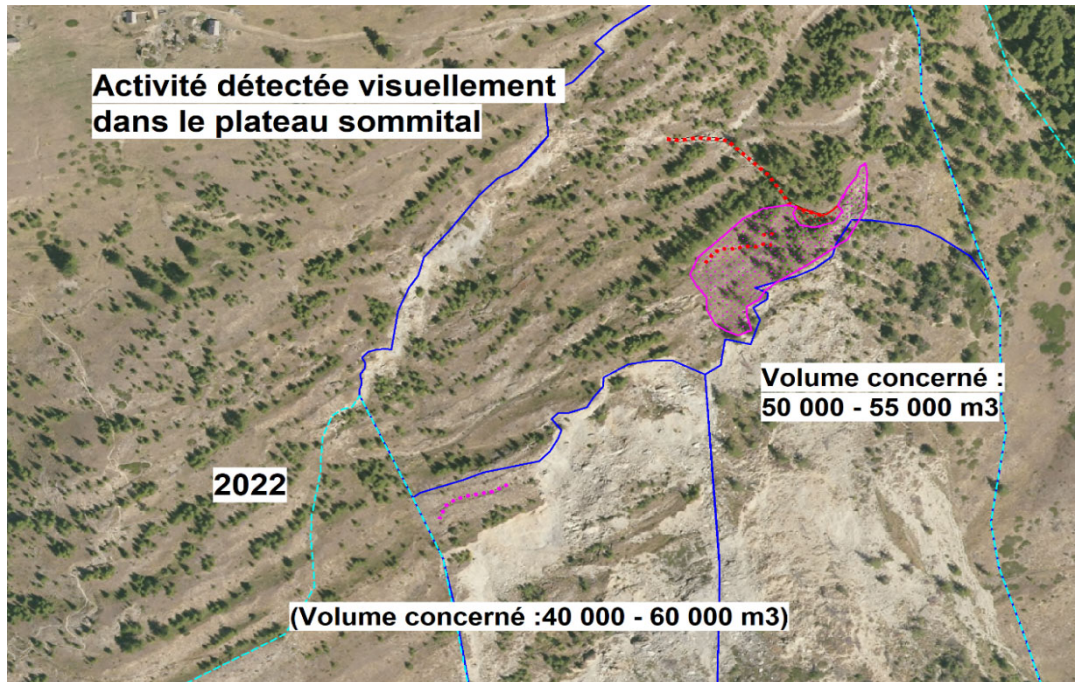 Activité détectée visuellement
dans le plateau sommital
Volume concerné :
50 000 - 55 000 m3
2022
(Volume concerné :40 000 - 60 000 m3)